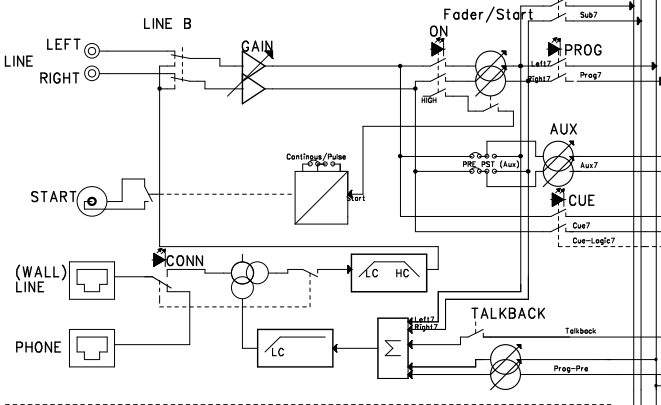 Fader/Start
Sub7
LINE B
ON
LEFT
GAIN
PROG
LINE
Left7
RIGHT
Right7
Prog7
HIGH
AUX
Contingus/Pulse
PRE PST (Aux)
Aux7
START
Start
CUE
Cue7
Cue-Logic7
CONN
(WALL)
LINE
LC HC
TALKBACK
Left7
Right7
Talkback
PHONE
LC
Σ
Prog-Pre